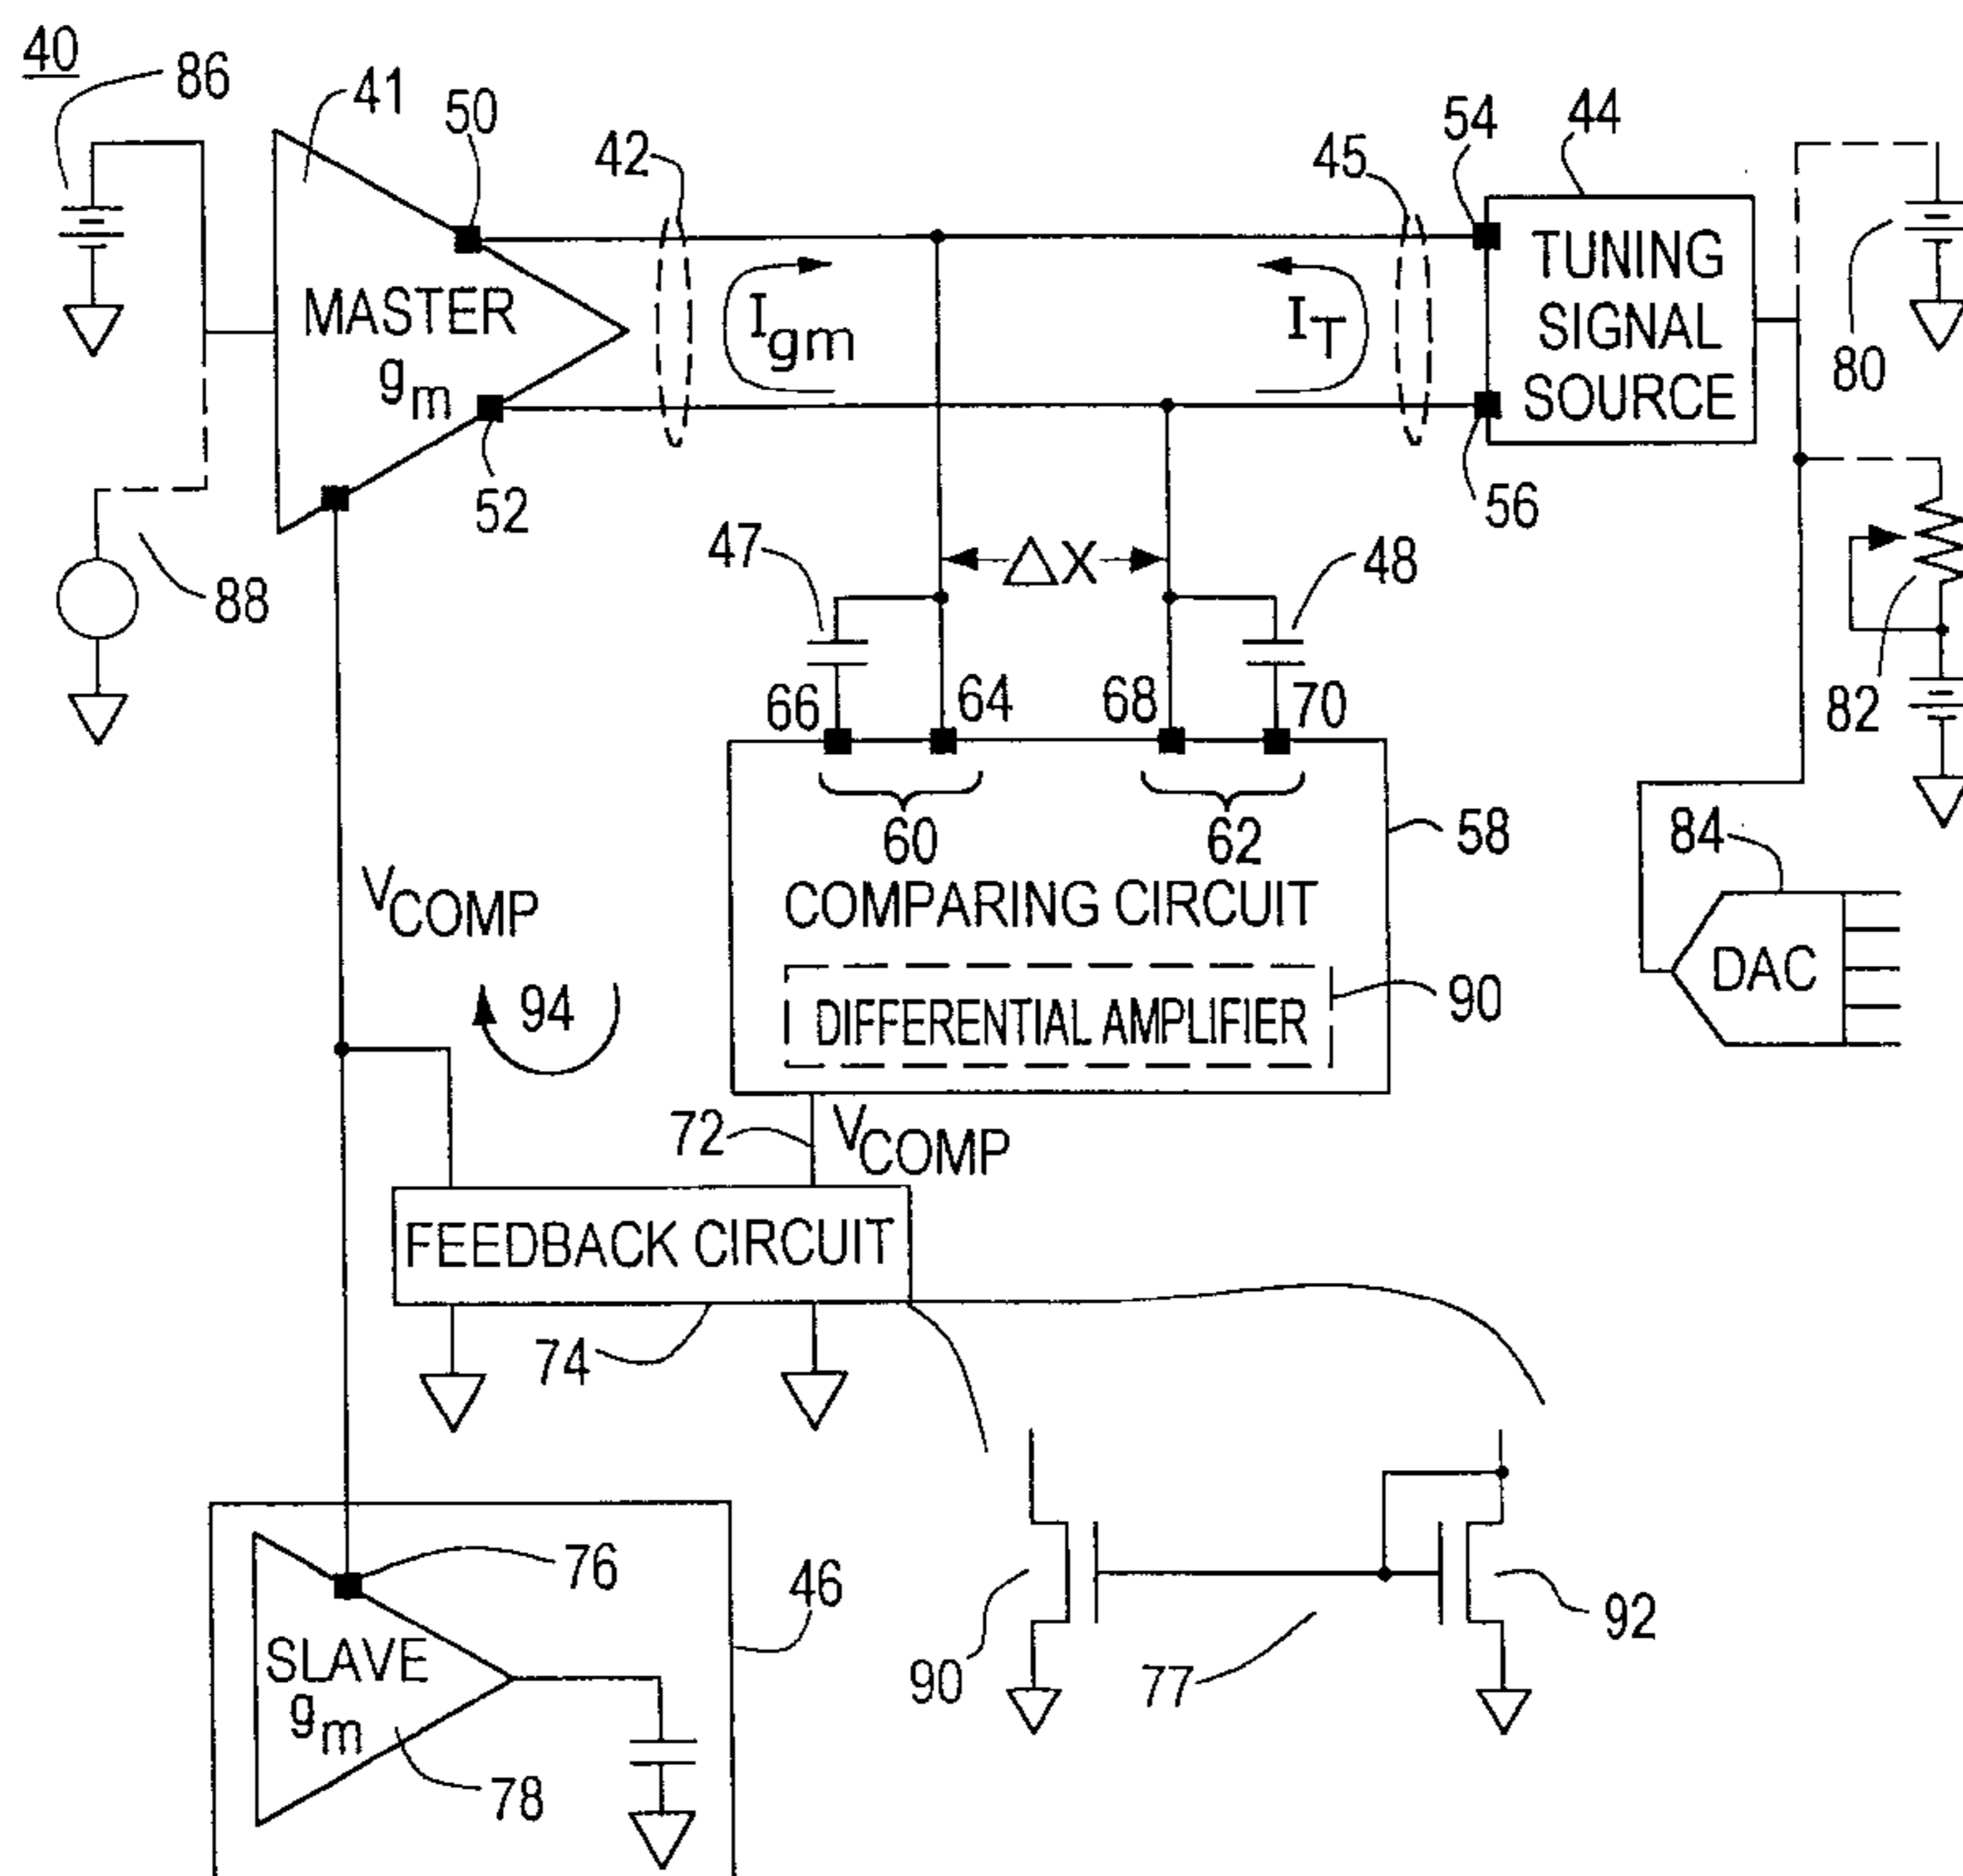 40
86
41
50
42
45
54
44
MASTER
gm
Igm
IT
TUNING
SIGNAL
SOURCE
80
52
56
88
47
ΔX
48
82
66
64
68
70
60
62
58
84
COMPARING CIRCUIT
DIFFERENTIAL AMPLIFIER
90
DAC
VCOMP
94
72
VCOMP
FEEDBACK CIRCUIT
74
76
46
SLAVE
gm
78
90
77
92